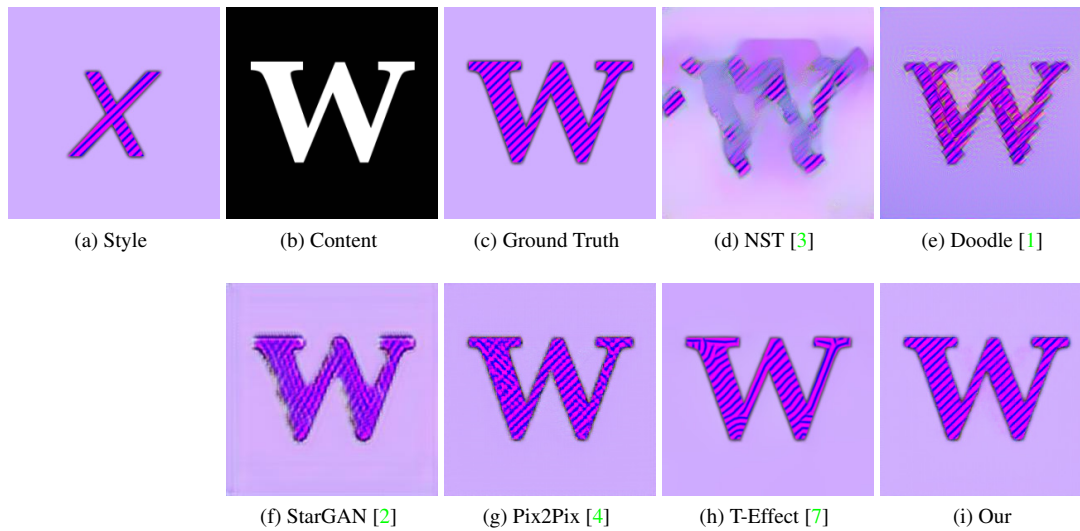 X
W
W
W
W
(a) Style
(b) Content
(c) Ground Truth
(d) NST [3]
(e) Doodle [1]
W
W
W
W
(f) StarGAN [2]
(g) Pix2Pix [4]
(h) T-Effect [7]
(i) Our